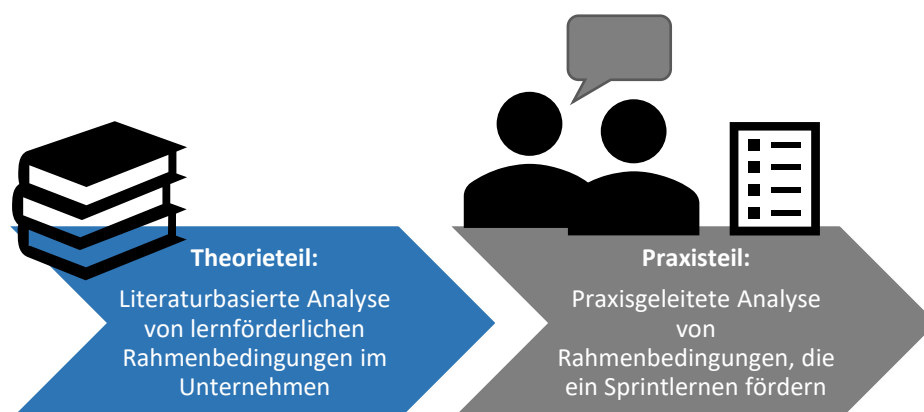 Theorieteil:
Literaturbasierte Analyse
von lernförderlichen
Rahmenbedingungen im
Unternehmen
Praxisteil:
Praxisgeleitete Analyse
von
Rahmenbedingungen, die
ein Sprintlernen fördern